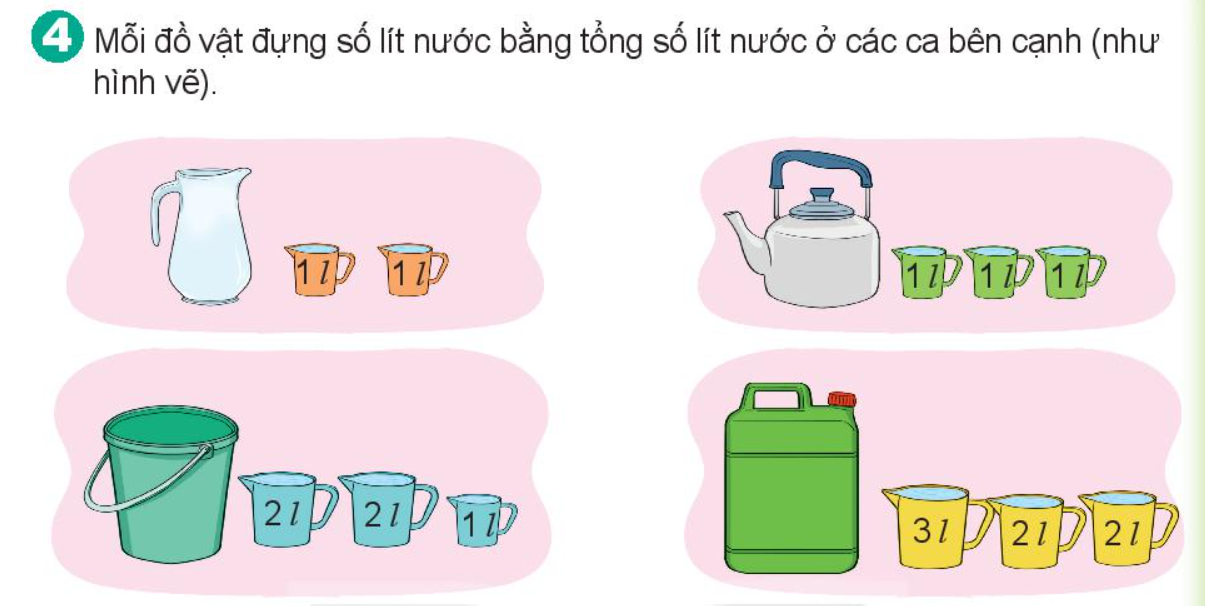 4 Mỗi đồ vật đựng số lít nước bằng tổng số lít nước ở các ca bên cạnh (như
hình vẽ).
1 l 1 l
1 l 1 l 1 l
2 l 2 l 1 l
3 l 2 l 2 l